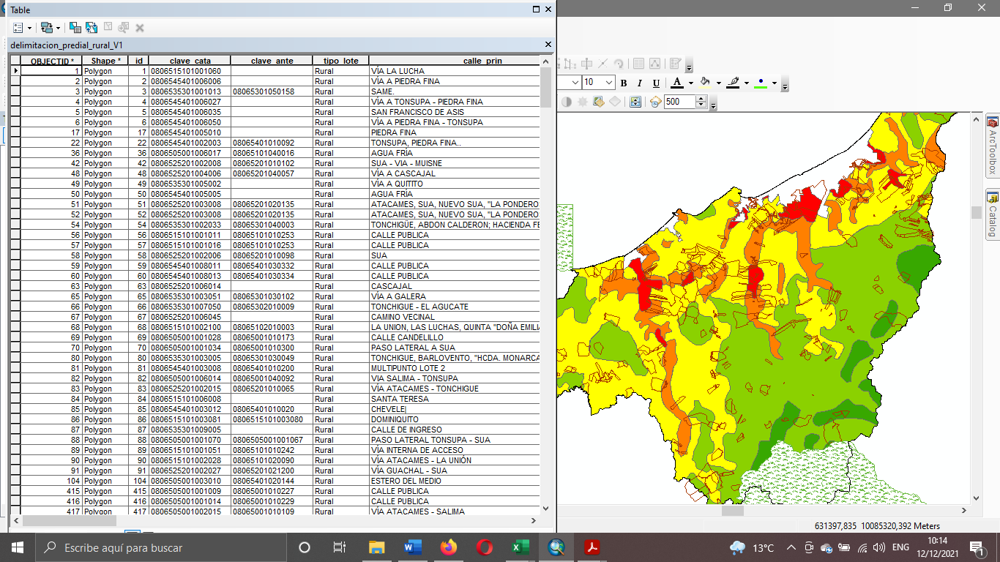 Table
delimitacion_predial_rural_V1
OBJECTID * Shape * id clave_cata clave_ante tipo_lote calle_prin
1 Polygon 1 0806515101001060 Rural VÍA LA LUCHA
2 Polygon 2 0806545401006006 Rural VÍA A PIEDRA FINA
3 Polygon 3 0806535301001013 08065301050158 Rural SAME.
4 Polygon 4 0806545401006027 Rural VÍA A TONSUPA - PIEDRA FINA
5 Polygon 5 0806545401006035 Rural SAN FRANCISCO DE ASIS
6 Polygon 6 0806545401006050 Rural VÍA A PIEDRA FINA - TONSUPA
17 Polygon 17 0806545401005010 Rural PIEDRA FINA
22 Polygon 22 0806545401002003 08065401010092 Rural TONSUPA, PIEDRA FINA..
36 Polygon 36 0806505001006017 08065101040016 Rural AGUA FRÍA
42 Polygon 42 0806525201002008 08065201010102 Rural SUA - VIA - MUISNE
48 Polygon 48 0806525201004006 08065201040057 Rural VÍA A CASCAJAL
49 Polygon 49 0806530301005002 Rural VÍA A QUITITO
50 Polygon 50 0806545401005005 Rural AGUA FRÍA
51 Polygon 51 0806525201003008 08065201020135 Rural ATACAMES, SUA, NUEVO SUA, "LA PONDERO
52 Polygon 52 0806525201003008 08065201020135 Rural ATACAMES, SUA, NUEVO SUA, "LA PONDERO
54 Polygon 54 0806535301002033 08065301040003 Rural TONCHIGÜE, ABDON CALDERON; HACIENDA FE
56 Polygon 56 0806515101001011 08065101010253 Rural CALLE PUBLICA
57 Polygon 57 0806515101001016 08065101010253 Rural CALLE PUBLICA
58 Polygon 58 0806525201002006 08065201010098 Rural SUA
59 Polygon 59 0806545401008011 08065401030332 Rural CALLE PUBLICA
60 Polygon 60 0806545401008013 08065401030334 Rural CALLE PUBLICA
63 Polygon 63 0806525201006014 Rural CASCAJAL
65 Polygon 65 0806535301003051 08065301030102 Rural VÍA A GALERA
66 Polygon 66 0806535301007050 08065302010009 Rural TONCHIGUE - EL AGUCATE
67 Polygon 67 0806525201006045 Rural CAMINO VECINAL
68 Polygon 68 0806515101002100 08065102010003 Rural LA UNION, LAS LUCHAS, QUINTA "DOÑA EMILI
69 Polygon 69 0806505001001028 08065001010173 Rural CALLE CANDELILLO
70 Polygon 70 0806505001001034 08065001010300 Rural PASO LATERAL A SUA
80 Polygon 80 0806535301003005 08065301030049 Rural TONCHIGUE, BARLOVENTO, "HCDA. MONARCA
81 Polygon 81 0806545401003008 08065401010200 Rural MULTIPUNTO LOTE 2
82 Polygon 82 0806505001006014 08065001040092 Rural VIA SALIMA - TONSUPA
83 Polygon 83 0806525201002015 08065201010065 Rural VÍA ATACAMES - TONCHIGUE
84 Polygon 84 0806515101006008 Rural SANTA TERESA
85 Polygon 85 0806545401003012 08065401010020 Rural CHEVELE|
86 Polygon 86 0806515101003081 0806515101003080 Rural DOMINIQUITO
87 Polygon 87 0806535301009005 Rural CALLE DE INGRESO
88 Polygon 88 0806505001001070 0806505001001067 Rural PASO LATERAL TONSUPA - SUA
89 Polygon 89 0806515101001051 08065101010242 Rural VÍA INTERNA DE ACCESO
90 Polygon 90 0806515101002028 08065101020090 Rural VÍA ATACAMES - LA UNIÓN
91 Polygon 91 0806525201002027 08065201021200 Rural VÍA GUACHAL - SUA
104 Polygon 104 0806505001003010 08065401020144 Rural ESTERO DEL MEDIO
415 Polygon 415 0806505001001009 08065001010227 Rural CALLE PUBLICA
416 Polygon 416 0806505001001014 08065001010229 Rural CALLE PUBLICA
417 Polygon 417 0806505001002015 08065001010109 Rural VÍA ATACAMES - SALIMA
10 B I U A
500
ArcToolbox
Catalog
631397,835 10085320,392 Meters
Escribe aquí para buscar
13°C ENG
10:14
12/12/2021
1